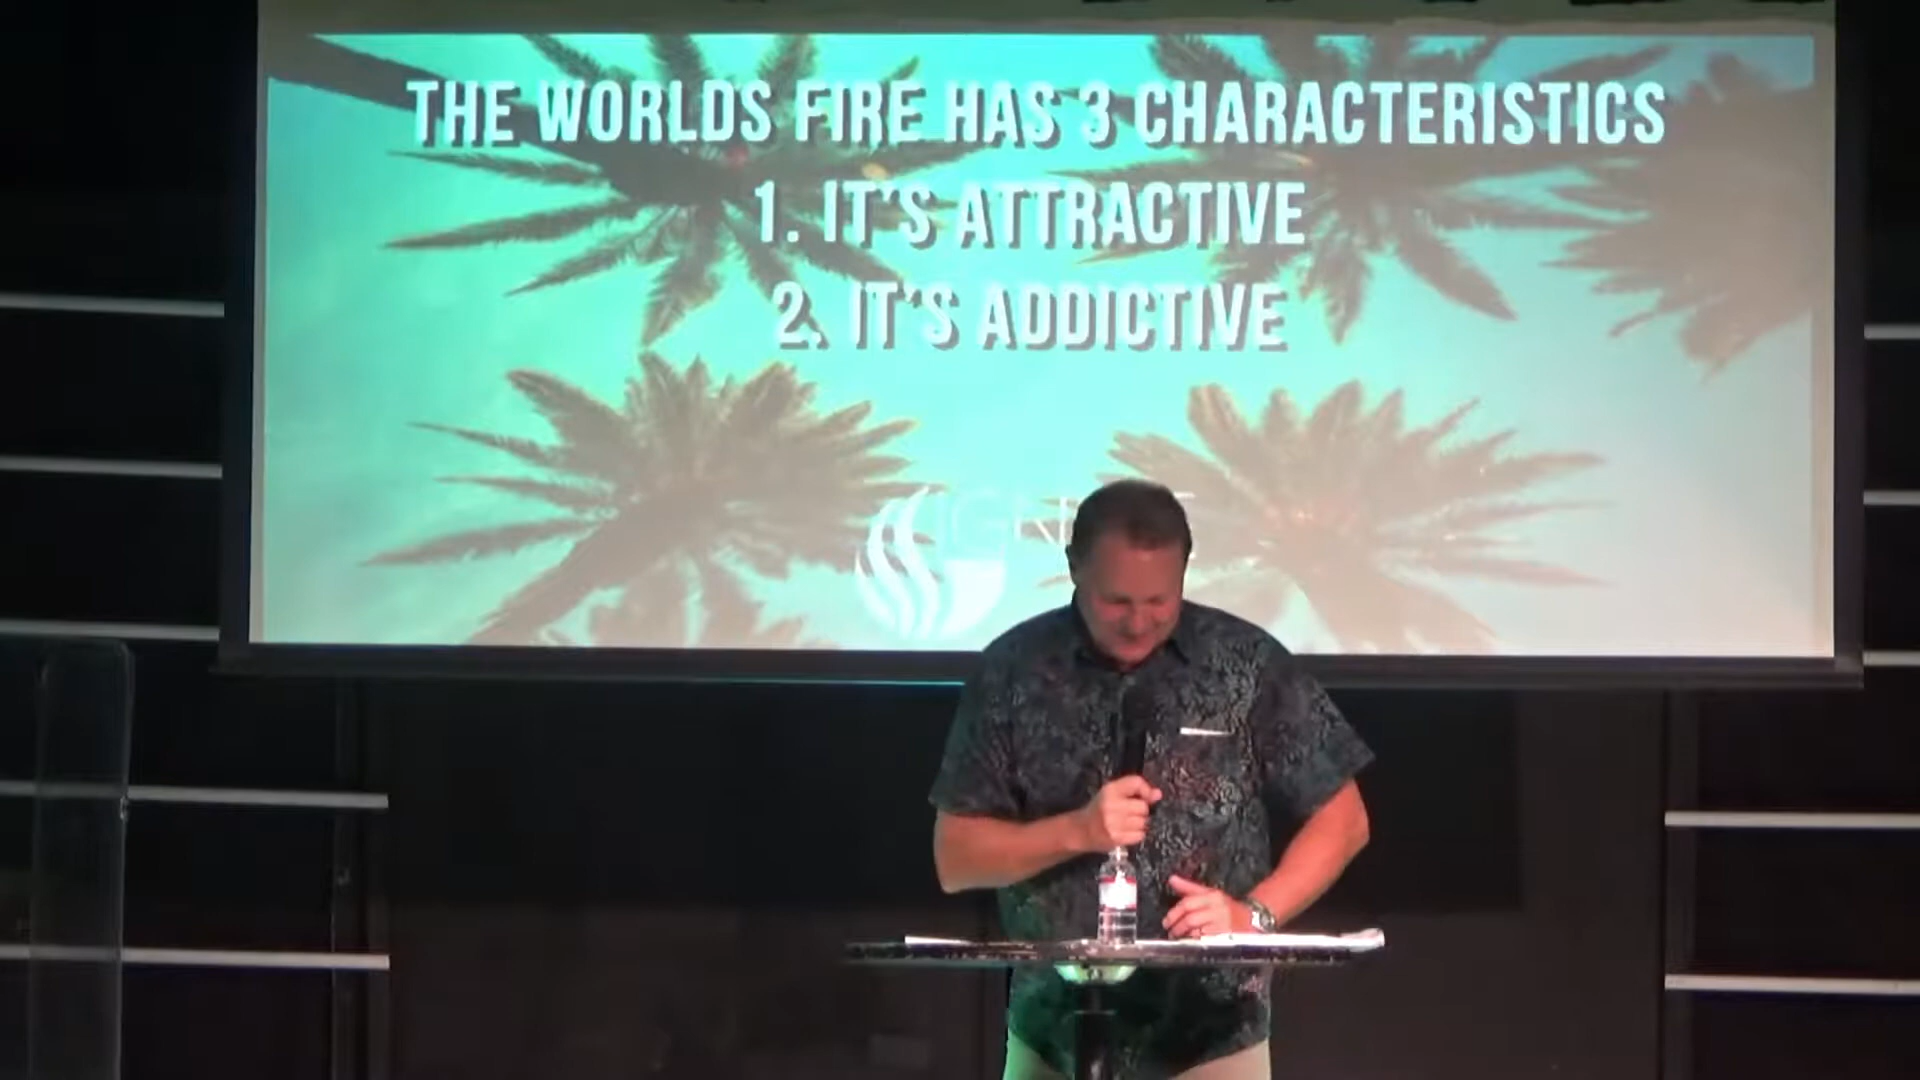 THE WORLDS FIRE HAS 3 CHARACTERISTICS
1. IT'S ATTRACTIVE
2. IT'S ADDICTIVE